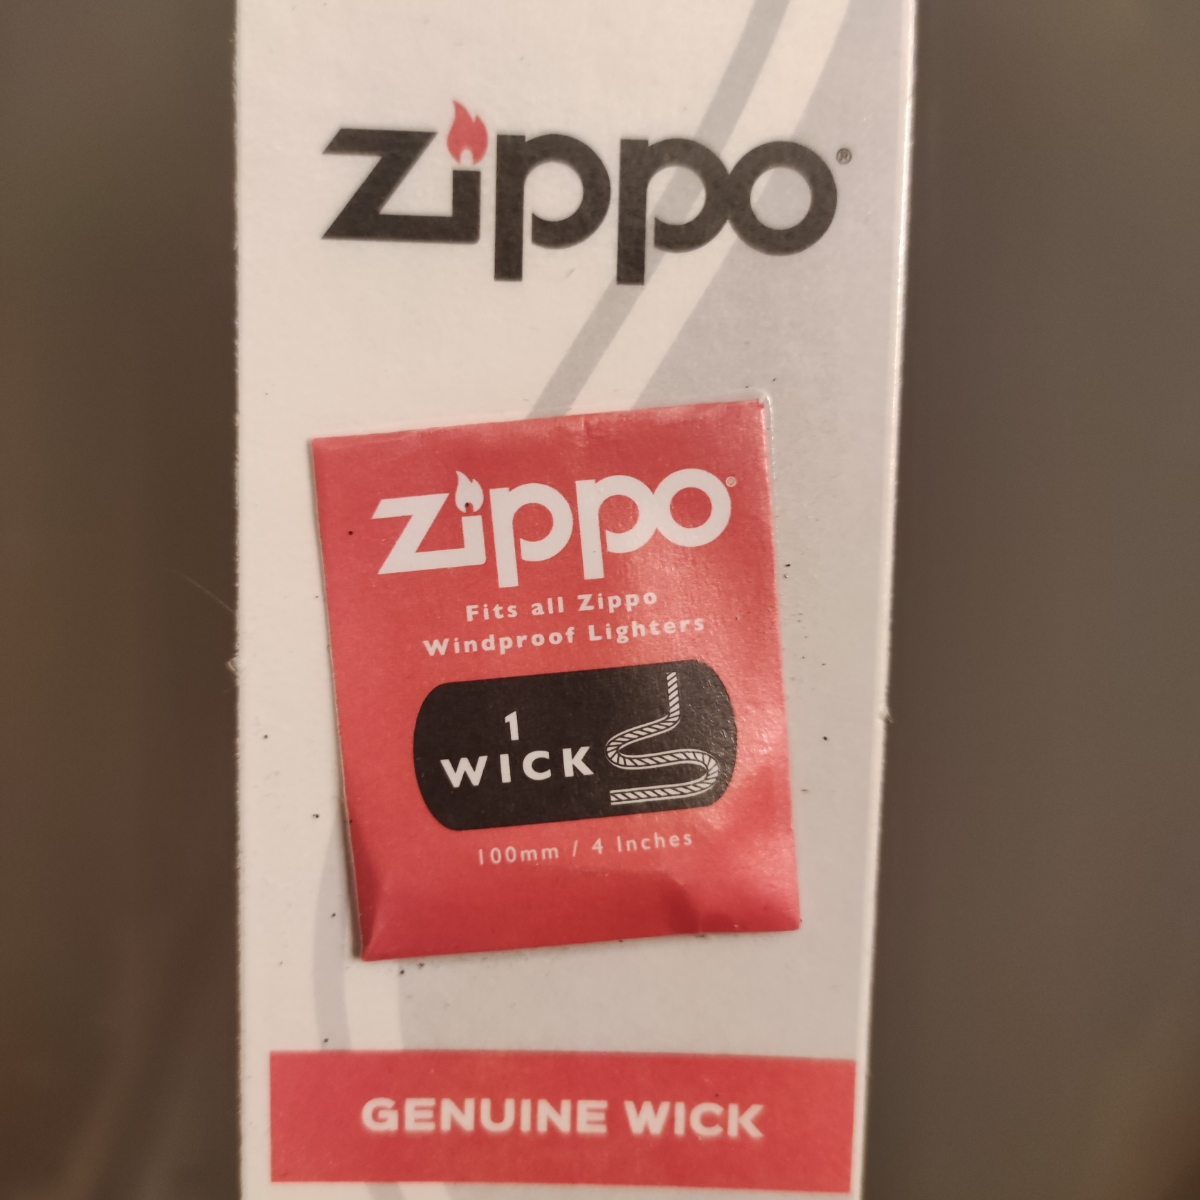 Zippo®
Zippo®
Fits all Zippo
Windproof Lighters
1
WICK
100mm / 4 Inches
GENUINE WICK